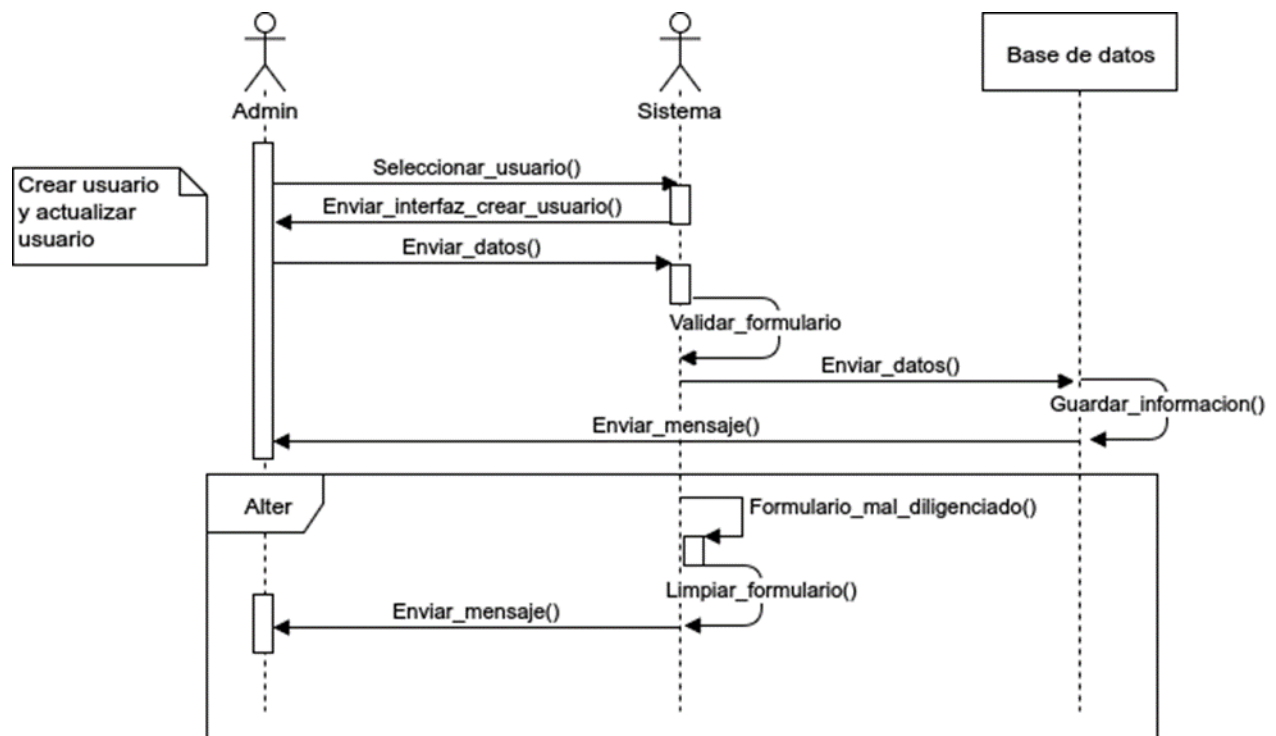 Admin
Sistema
Base de datos
Crear usuario
y actualizar
usuario
Seleccionar_usuario()
Enviar_interfaz_crear_usuario()
Enviar_datos()
Validar_formulario
Enviar_datos()
Guardar_informacion()
Enviar_mensaje()
Alter
Formulario_mal_diligenciado()
Limpiar_formulario()
Enviar_mensaje()